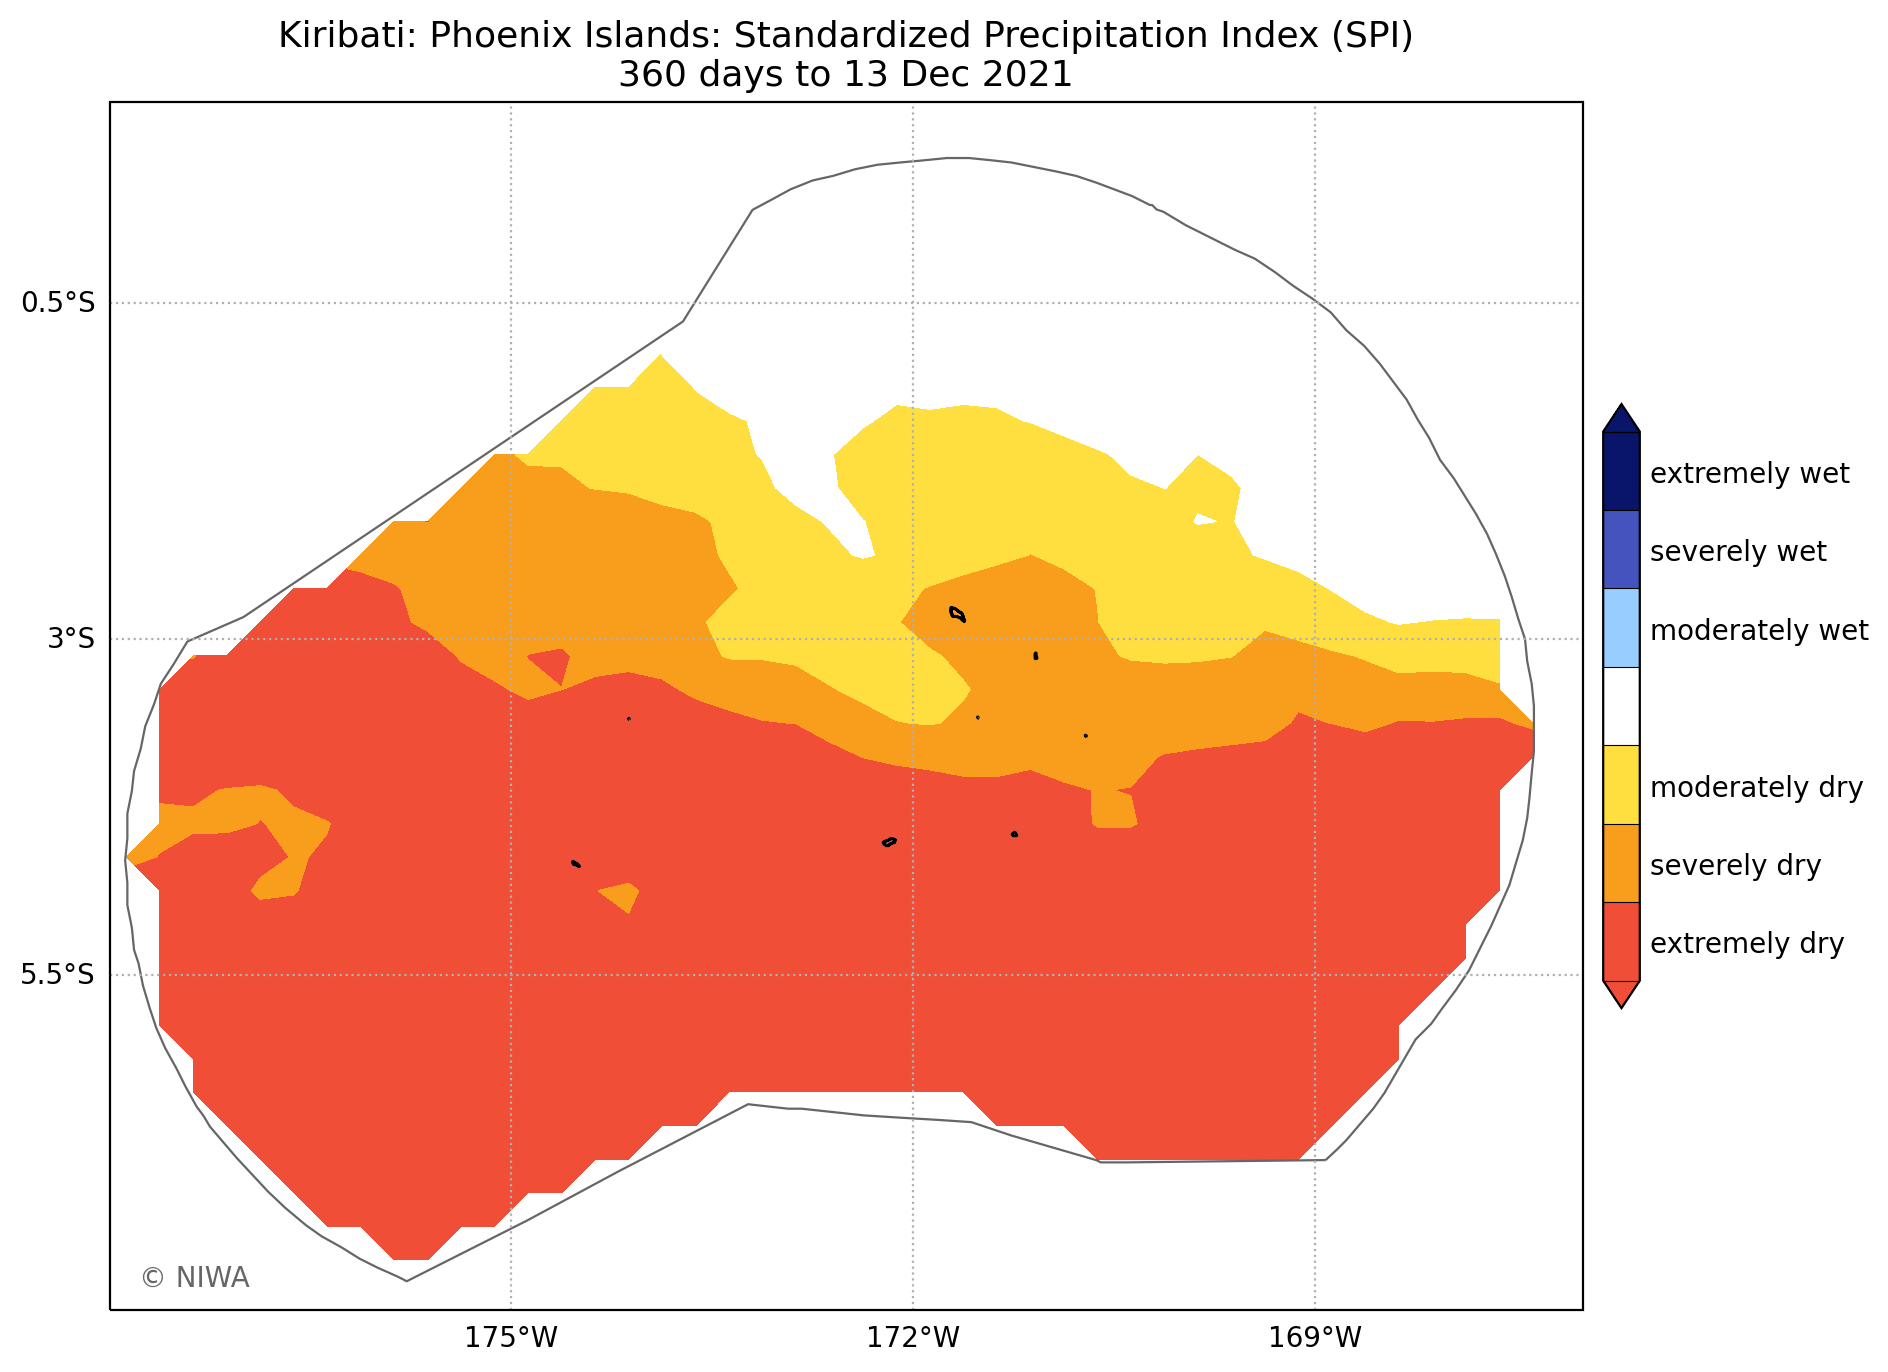 Kiribati: Phoenix Islands: Standardized Precipitation Index (SPI)
360 days to 13 Dec 2021
0.5°S
3°S
5.5°S
175°W
172°W
169°W
extremely wet
severely wet
moderately wet
moderately dry
severely dry
extremely dry
© NIWA